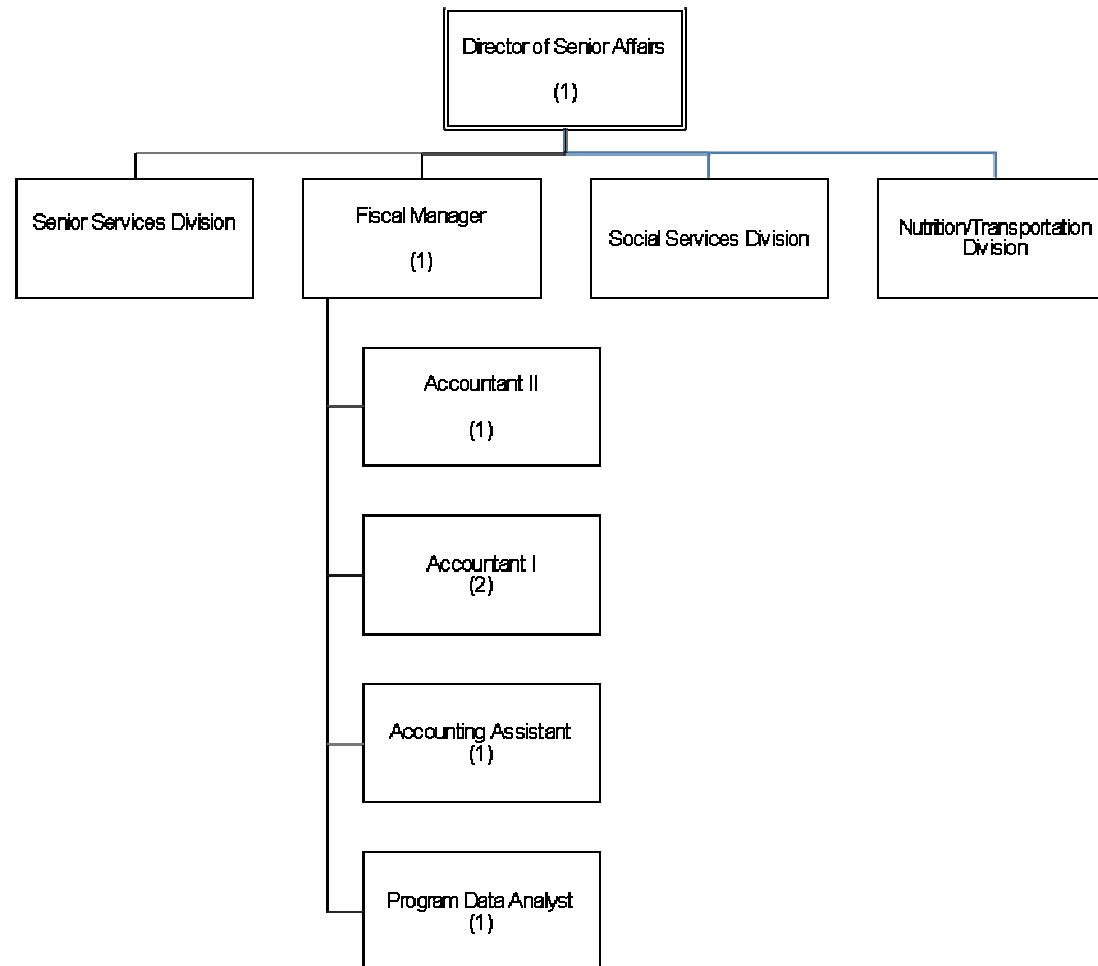 Director of Senior Affairs
(1)
Senior Services Division
Fiscal Manager
(1)
Social Services Division
Nutrition/Transportation
Division
Accountant II
(1)
Accountant I
(2)
Accounting Assistant
(1)
Program Data Analyst
(1)